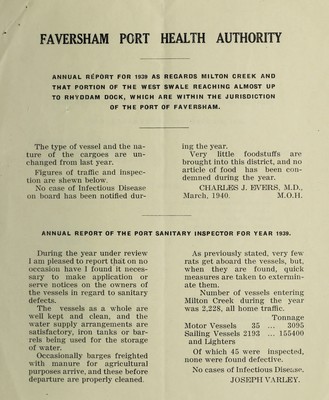 FAVERSHAM PORT HEALTH AUTHORITY
ANNUAL REPORT FOR 1939 AS REGARDS MILTON CREEK AND
THAT PORTION OF THE WEST SWALE REACHING ALMOST UP
TO RHYDDAM DOCK, WHICH ARE WITHIN THE JURISDICTION
OF THE PORT OF FAVERSHAM.
The type of vessel and the na-
ture of the cargoes are un-
changed from last year.
Figures of traffic and inspec-
tion are shewn below.
No case of Infectious Disease
on board has been notified dur-
ing the year.
Very little foodstuffs are
brought into this district, and no
article of food has been con-
demned during the year.
CHARLES J. EVERS, M.D.,
March, 1940. M.O.H.
ANNUAL REPORT OF THE PORT SANITARY INSPECTOR FOR YEAR 1939.
During the year under review
I am pleased to report that on no
occasion have I found it neces-
sary to make application or
serve notices on the owners of
the vessels in regard to sanitary
defects.
The vessels as a whole are
well kept and clean, and the
water supply arrangements are
satisfactory, iron tanks or bar-
rels being used for the storage
of water.
Occasionally barges freighted
with manure for agricultural
purposes arrive, and these before
departure are properly cleaned.
As previously stated, very few
rats get aboard the vessels, but,
when they are found, quick
measures are taken to extermin-
ate them.
Number of vessels entering
Milton Creek during the year
was 2,228, all home traffic.
Tonnage
Motor Vessels 35 ... 3095
Sailing Vessels 2193 ... 155400
and Lighters
Of which 45 were inspected,
none were found defective.
No cases of Infectious Disease.
JOSEPH VARLEY.